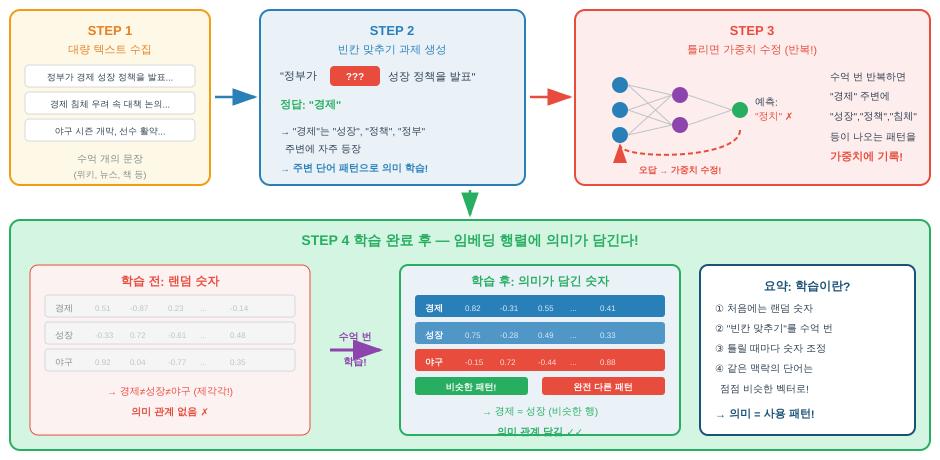 STEP 1
대량 텍스트 수집
정부가 경제 성장 정책을 발표...
경제 침체 우려 속 대책 논의...
야구 시즌 개막, 선수 활약...
수억 개의 문장
(위키, 뉴스, 책 등)
STEP 2
빈칸 맞추기 과제 생성
"정부가 ??? 성장 정책을 발표"
정답: "경제"
→ "경제"는 "성장", "정책", "정부"
주변에 자주 등장
→ 주변 단어 패턴으로 의미 학습!
STEP 3
틀리면 가중치 수정 (반복!)
예측:
"정치" ✗
오답 → 가중치 수정!
수억 번 반복하면
"경제" 주변에
"성장","정책","침체"
등이 나오는 패턴을
가중치에 기록!
STEP 4 학습 완료 후 — 임베딩 행렬에 의미가 담긴다!
학습 전: 랜덤 숫자
경제 0.51 -0.87 0.23 ... -0.14
성장 -0.33 0.72 -0.61 ... 0.48
야구 0.92 0.04 -0.77 ... 0.35
→ 경제≠성장≠야구 (제각각!)
의미 관계 없음 ✗
수억 번
학습!
학습 후: 의미가 담긴 숫자
경제 0.82 -0.31 0.55 ... 0.41
성장 0.75 -0.28 0.49 ... 0.33
야구 -0.15 0.72 -0.44 ... 0.88
비슷한 패턴! 완전 다른 패턴
→ 경제 ≈ 성장 (비슷한 행)
의미 관계 담김 ✓✓
요약: 학습이란?
① 처음에는 랜덤 숫자
② "빈칸 맞추기"를 수억 번
③ 틀릴 때마다 숫자 조정
④ 같은 맥락의 단어는
점점 비슷한 벡터로!
→ 의미 = 사용 패턴!